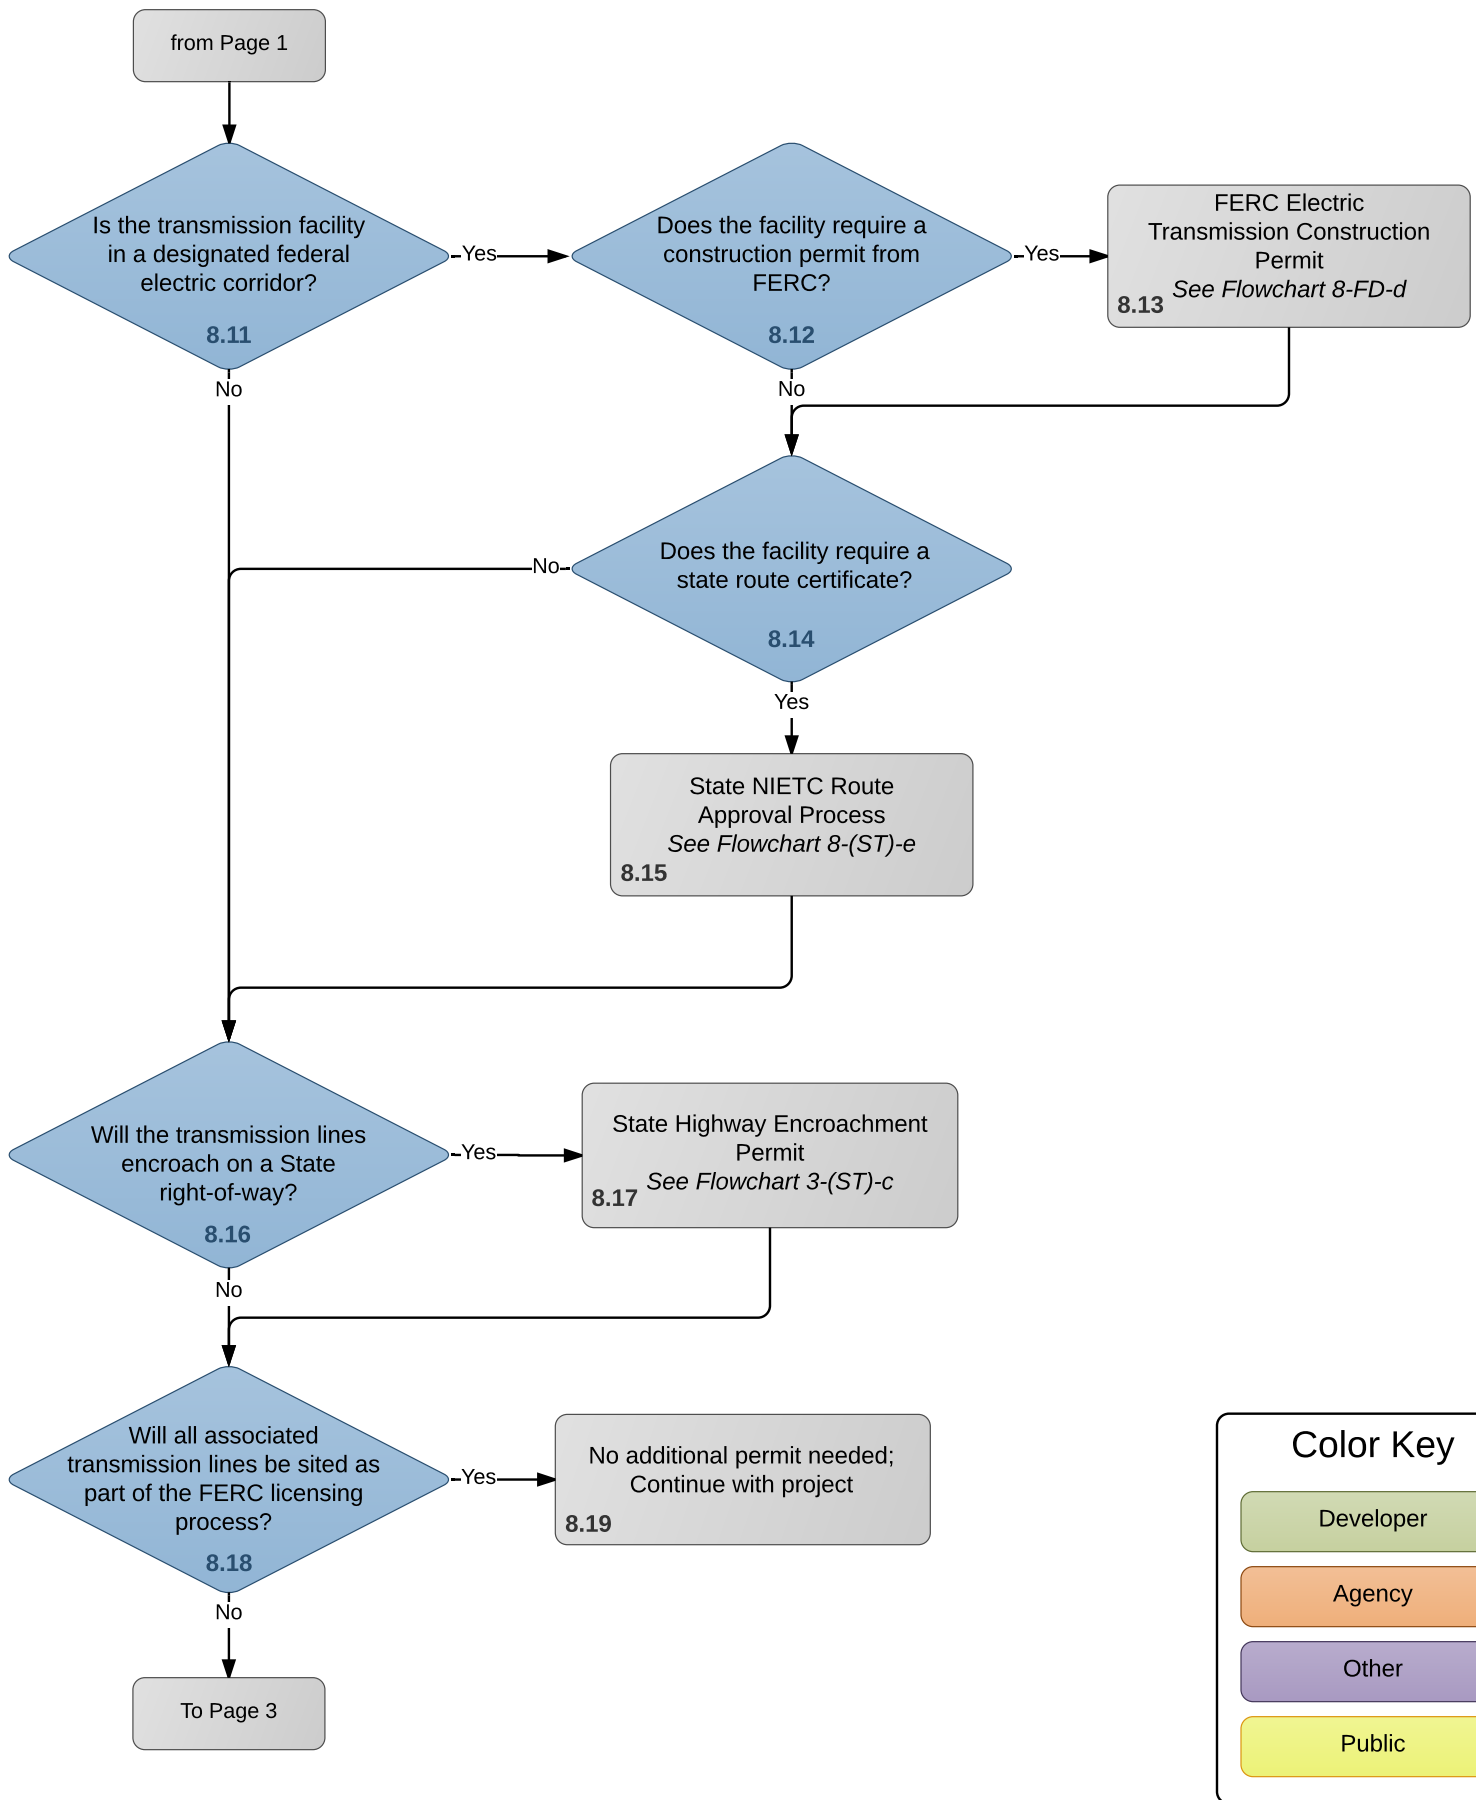 from Page 1
Is the transmission facility
in a designated federal
electric corridor?
8.11
Yes
Does the facility require a
construction permit from
FERC?
8.12
Yes
FERC Electric
Transmission Construction
Permit
See Flowchart 8-FD-d
8.13
No
No
Does the facility require a
state route certificate?
8.14
No
Yes
State NIETC Route
Approval Process
See Flowchart 8-(ST)-e
8.15
Will the transmission lines
encroach on a State
right-of-way?
8.16
Yes
State Highway Encroachment
Permit
See Flowchart 3-(ST)-c
8.17
No
Will all associated
transmission lines be sited as
part of the FERC licensing
process?
8.18
Yes
No additional permit needed;
Continue with project
8.19
No
To Page 3
Color Key
Developer
Agency
Other
Public